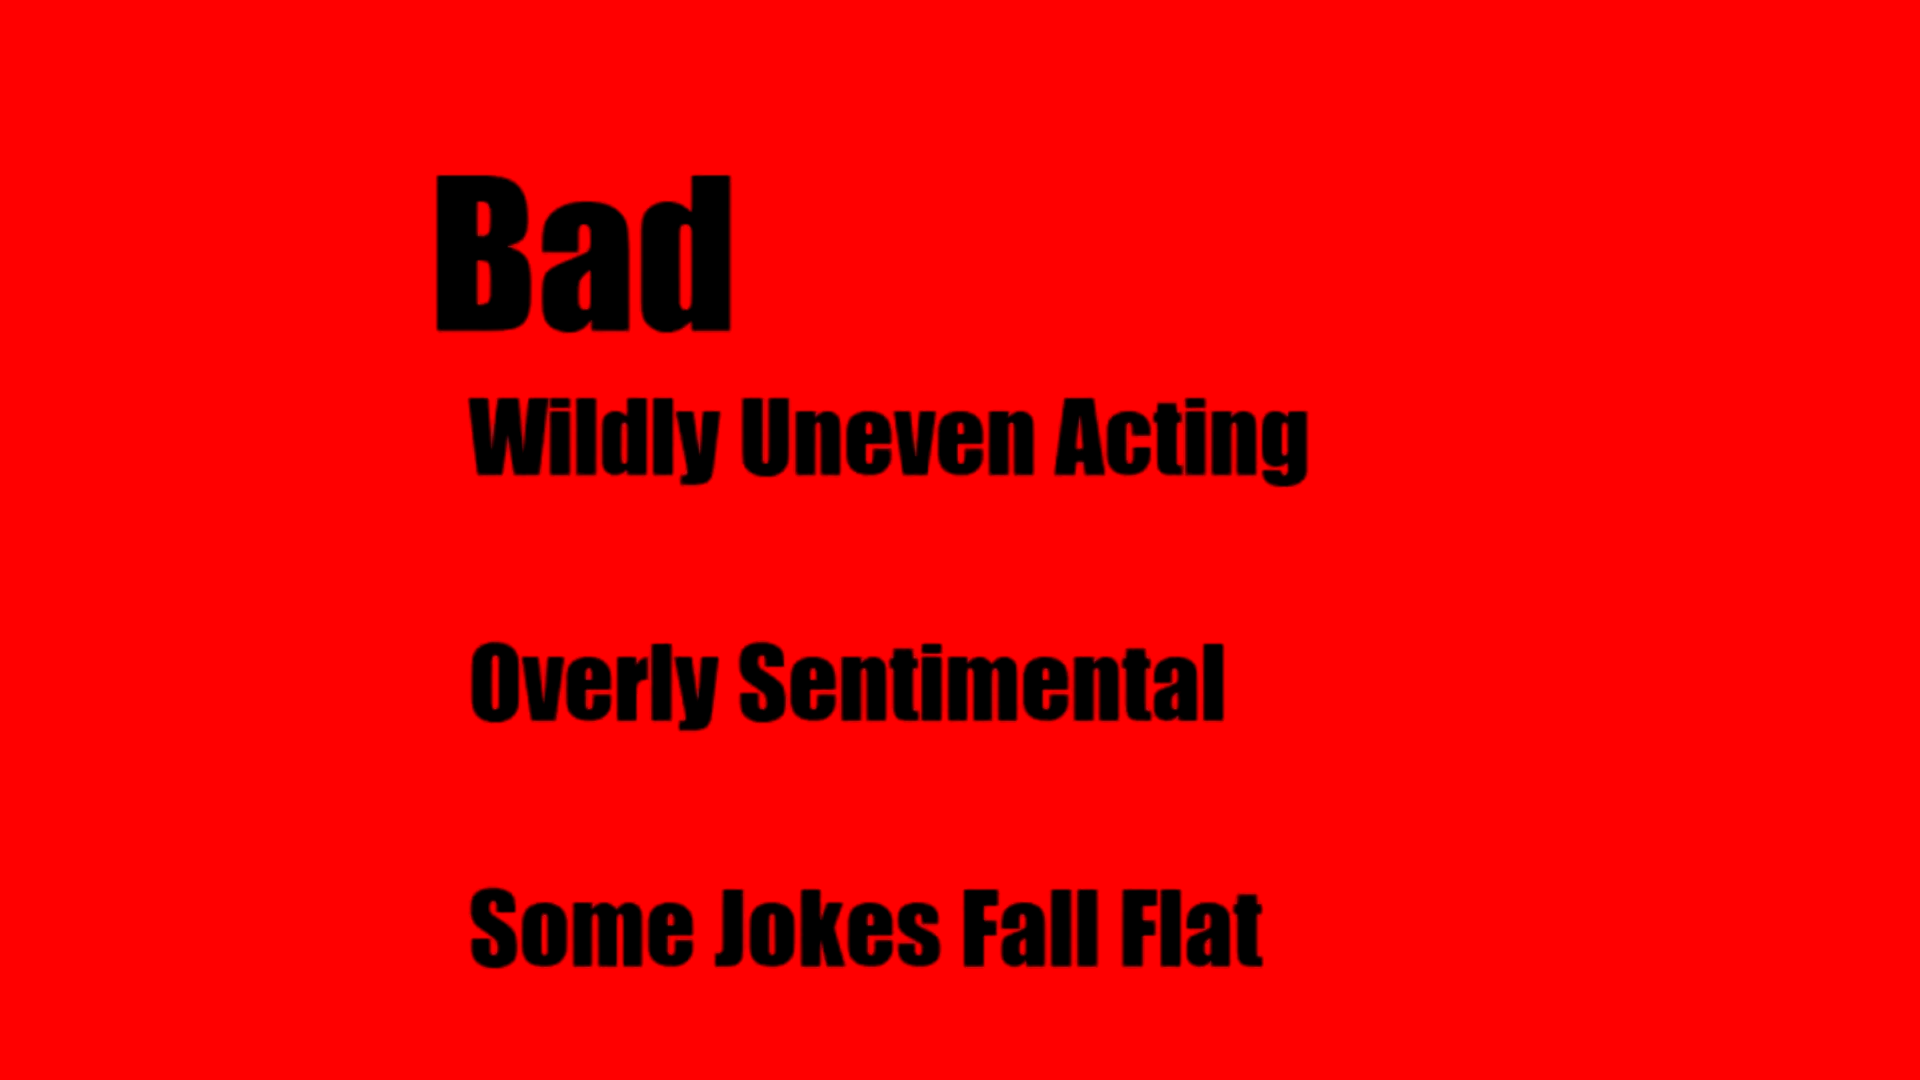 Bad
Wildly Uneven Acting
Overly Sentimental
Some Jokes Fall Flat